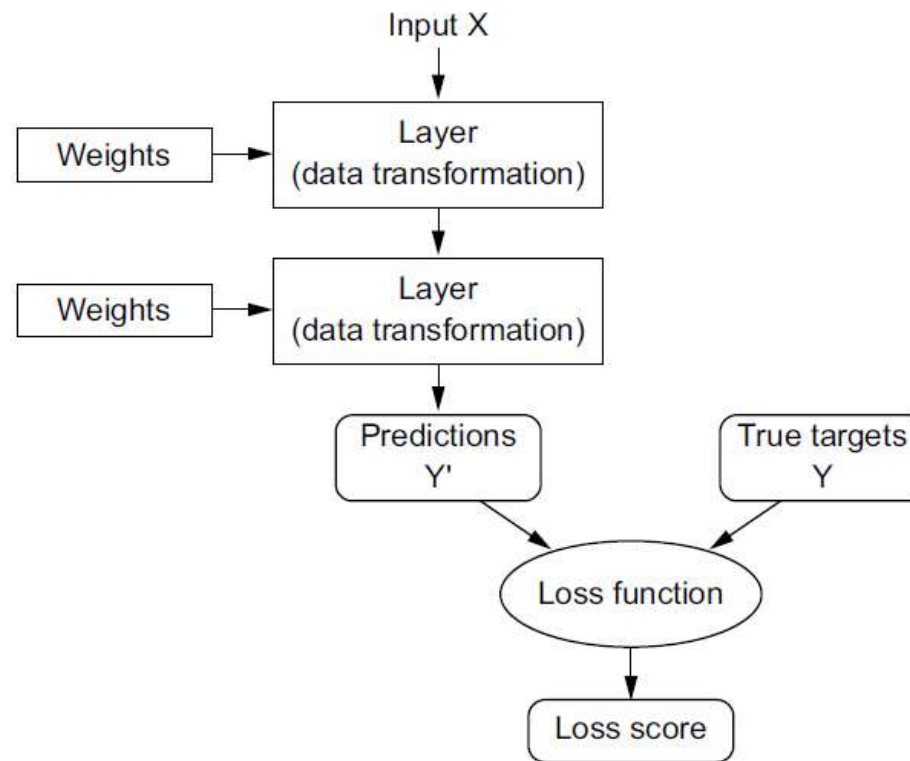 Input X
Weights
Layer
(data transformation)
Weights
Layer
(data transformation)
Predictions
Y'
True targets
Y
Loss function
Loss score